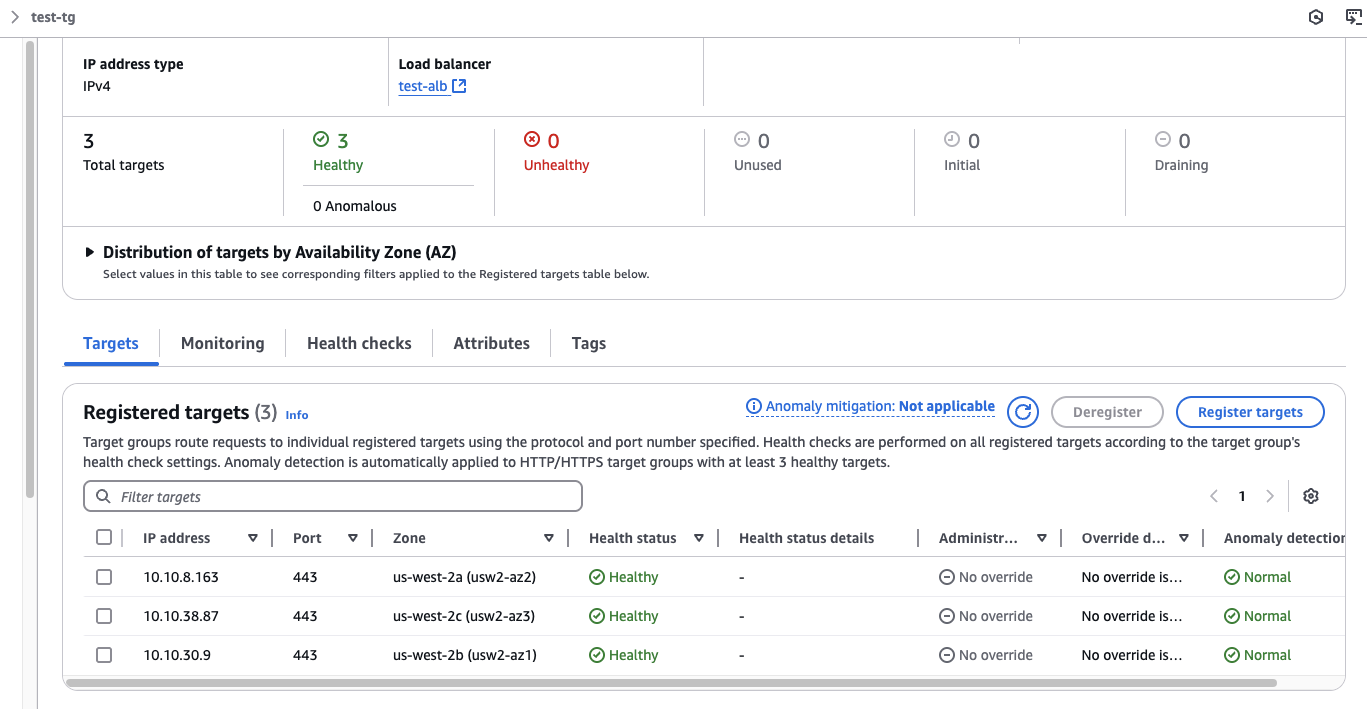 test-tg
IP address type
IPv4
Load balancer
test-alb
3
Total targets
3
Healthy
0 Anomalous
0
Unhealthy
0
Unused
0
Initial
0
Draining
Distribution of targets by Availability Zone (AZ)
Select values in this table to see corresponding filters applied to the Registered targets table below.
Targets Monitoring Health checks Attributes Tags
Registered targets (3) Info
Anomaly mitigation: Not applicable Deregister Register targets
Target groups route requests to individual registered targets using the protocol and port number specified. Health checks are performed on all registered targets according to the target group's
health check settings. Anomaly detection is automatically applied to HTTP/HTTPS target groups with at least 3 healthy targets.
Filter targets
1
IP address Port Zone Health status Health status details Administr... Override d... Anomaly detection
10.10.8.163 443 us-west-2a (usw2-az2) Healthy - No override No override is... Normal
10.10.38.87 443 us-west-2c (usw2-az3) Healthy - No override No override is... Normal
10.10.30.9 443 us-west-2b (usw2-az1) Healthy - No override No override is... Normal